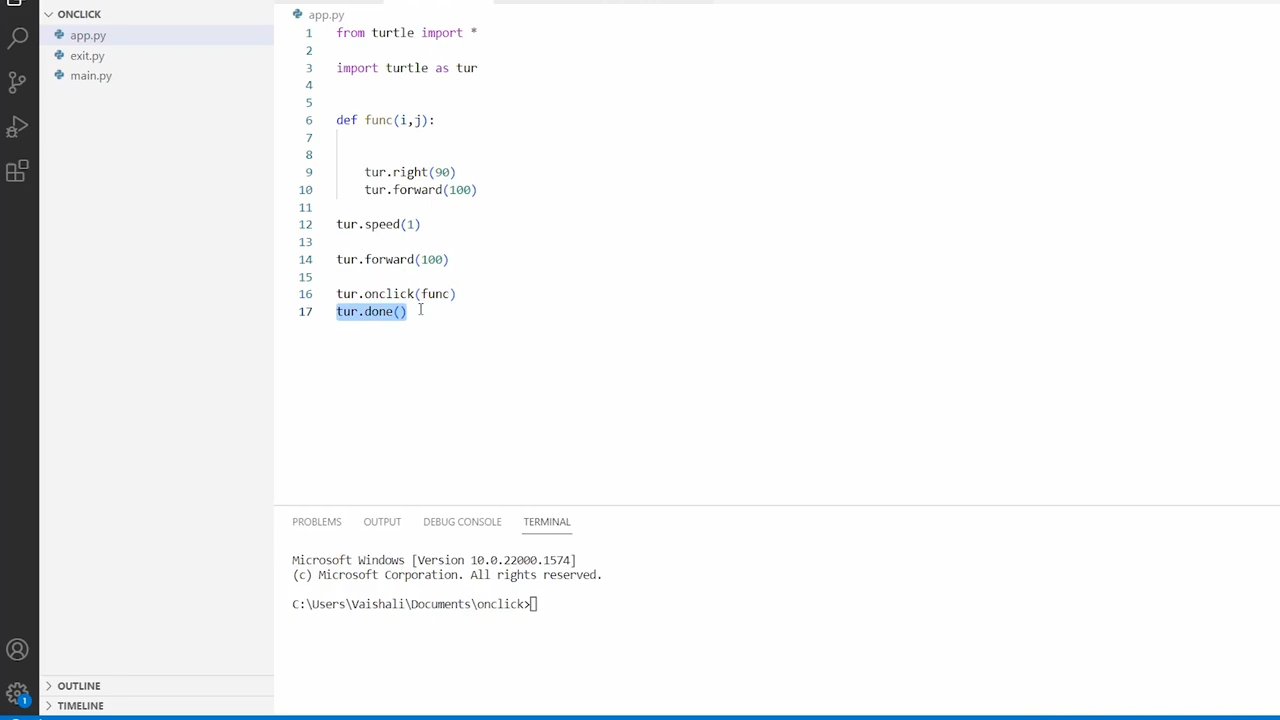 ONCLICK
app.py
exit.py
main.py
OUTLINE
TIMELINE
1
app.py
1 from turtle import *
2
3 import turtle as tur
4
5
6 def func(i,j):
7
8
9 tur.right(90)
10 tur.forward(100)
11
12 tur.speed(1)
13
14 tur.forward(100)
15
16 tur.onclick(func)
17 tur.done()
PROBLEMS OUTPUT DEBUG CONSOLE TERMINAL
Microsoft Windows [Version 10.0.22000.1574]
(c) Microsoft Corporation. All rights reserved.
C:\Users\Vaishali\Documents\onclick>